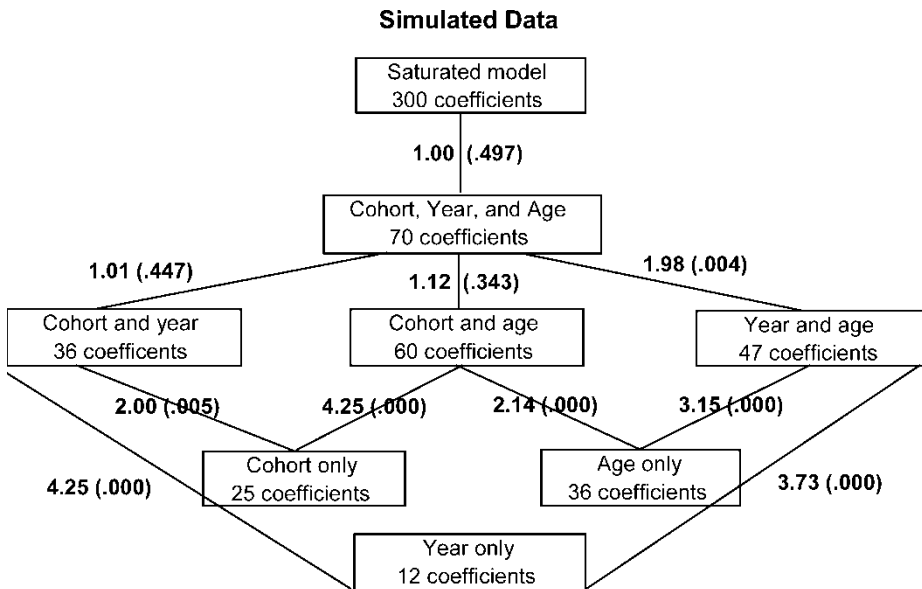 Simulated Data
Saturated model
300 coefficients
1.00 (.497)
Cohort, Year, and Age
70 coefficients
1.01 (.447)
1.12 (.343)
1.98 (.004)
Cohort and year
36 coefficents
Cohort and age
60 coefficients
Year and age
47 coefficients
2.00 (.005)
4.25 (.000)
2.14 (.000)
3.15 (.000)
Cohort only
25 coefficients
Age only
36 coefficients
4.25 (.000)
3.73 (.000)
Year only
12 coefficients